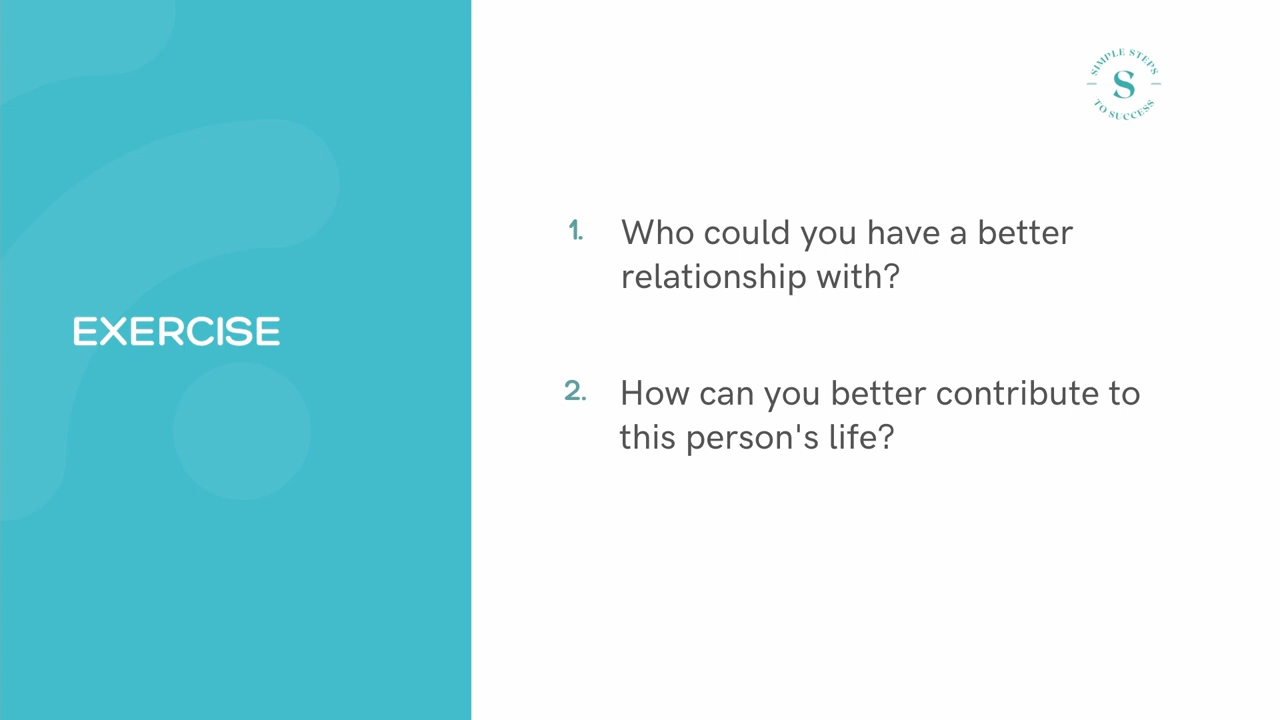 SIMPLE STEPS
S
TO SUCCESS
EXERCISE
1. Who could you have a better
relationship with?
2. How can you better contribute to
this person's life?